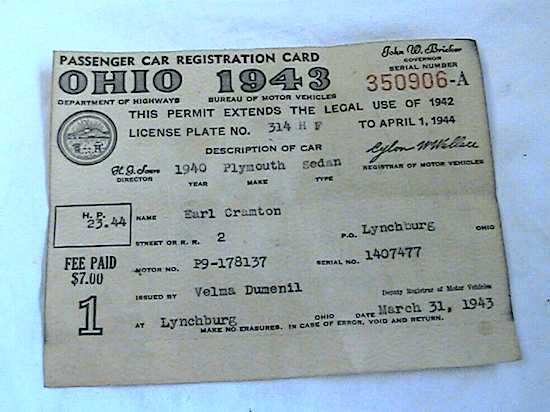 PASSENGER CAR REGISTRATION CARD
John W. Bricker
GOVERNOR
OHIO 1943
SERIAL NUMBER
350906-A
DEPARTMENT OF HIGHWAYS BUREAU OF MOTOR VEHICLES
THIS PERMIT EXTENDS THE LEGAL USE OF 1942
LICENSE PLATE NO. 314 H F TO APRIL 1, 1944
DESCRIPTION OF CAR
H.G. Sours
DIRECTOR
1940 Plymouth Sedan
YEAR MAKE TYPE
Cylon W Wallace
REGISTRAR OF MOTOR VEHICLES
H. P.
23.44
NAME Earl Cramton
STREET OR R. R. 2 P.O. Lynchburg OHIO
FEE PAID
$7.00
MOTOR NO. P9-178137 SERIAL NO. 1407477
1
ISSUED BY Velma Dumenil Deputy Registrar of Motor Vehicles
AT Lynchburg OHIO DATE March 31, 1943
MAKE NO ERASURES. IN CASE OF ERROR, VOID AND RETURN.